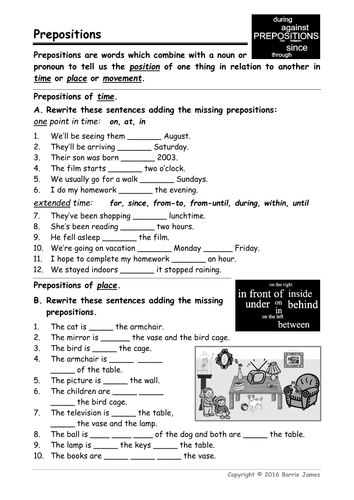 Prepositions
during
against
PREPOSITIONS
since
through
Prepositions are words which combine with a noun or
pronoun to tell us the position of one thing in relation to another in
time or place or movement.
Prepositions of time.
A. Rewrite these sentences adding the missing prepositions:
one point in time: on, at, in
1. We'll be seeing them _______ August.
2. They'll be arriving _______ Saturday.
3. Their son was born _______ 2003.
4. The film starts _______ two o'clock.
5. We usually go for a walk _______ Sundays.
6. I do my homework _______ the evening.
extended time: for, since, from-to, from-until, during, within, until
7. They've been shopping _______ lunchtime.
8. She's been reading _______ two hours.
9. He fell asleep _______ the film.
10. We're going on vacation _______ Monday _______ Friday.
11. I hope to complete my homework _______ an hour.
12. We stayed indoors _______ it stopped raining.
Prepositions of place.
on the right
in front of inside
under on behind
in
on the left
between
B. Rewrite these sentences adding the missing
prepositions.
1. The cat is _____ the armchair.
2. The mirror is _____ the vase and the bird cage.
3. The bird is _____ the cage.
4. The armchair is _____ _____
_____ of the table.
5. The picture is _____ the wall.
6. The children are _____ _____
_____ the bird cage.
7. The television is _____ the table,
_____ the vase and the lamp.
8. The ball is ____ ____ ____ of the dog and both are _____ the table.
9. The lamp is _____ the keys _____ the table.
10. The books are _____ _____ _____ the vase.
Copyright © 2016 Barrie James